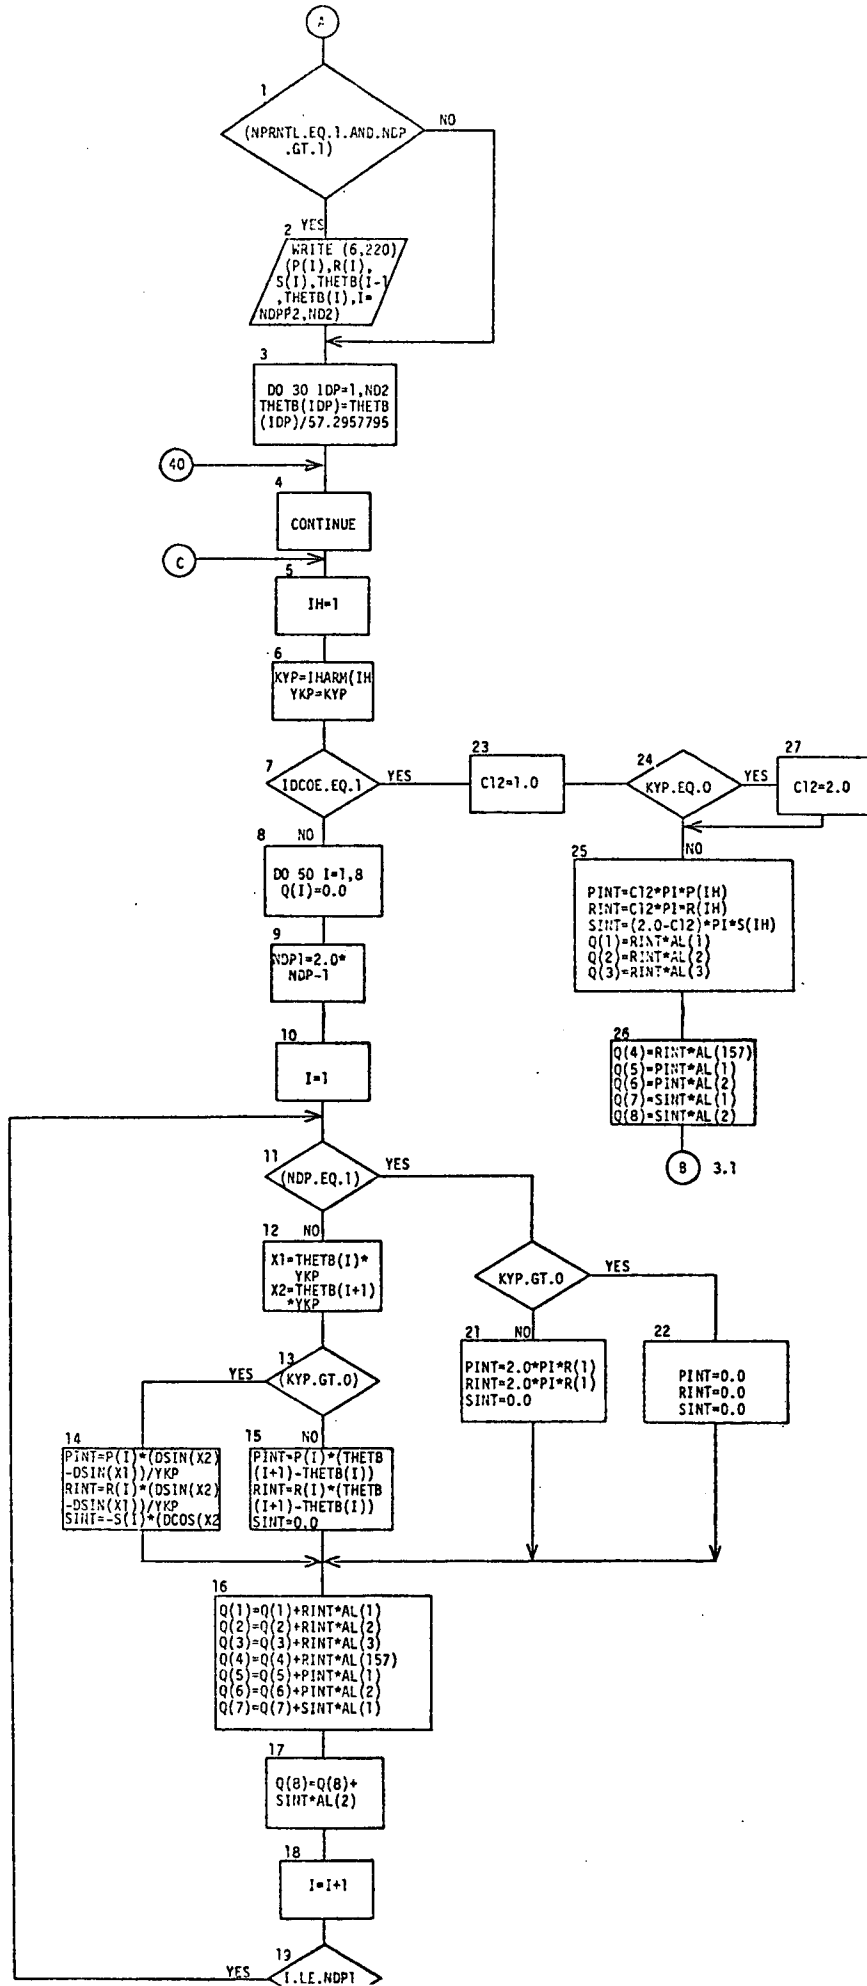 A
1
(NPRNTL.EQ.1.AND.NDP
.GT.1)
NO
2 YES
WRITE (6,220)
(P(I),R(I),
S(I),THETB(I-1
,THETB(I),I=
NDPP2,ND2)
3
DO 30 IDP=1,ND2
THETB(IDP)=THETB
(IDP)/57.2957795
40
4
CONTINUE
C
5
IH=1
6
KYP=IHARM(IH
YKP=KYP
7
IDCOE.EQ.1
YES
23
C12=1.0
24
KYP.EQ.0
YES
27
C12=2.0
8
NO
DO 50 I=1,8
Q(I)=0.0
25
NO
PINT=C12*PI*P(IH)
RINT=C12*PI*R(IH)
SINT=(2.0-C12)*PI*S(IH)
Q(1)=RINT*AL(1)
Q(2)=RINT*AL(2)
Q(3)=RINT*AL(3)
9
NDP1=2.0*
NDP-1
10
I=1
26
Q(4)=RINT*AL(157)
Q(5)=PINT*AL(1)
Q(6)=PINT*AL(2)
Q(7)=SINT*AL(1)
Q(8)=SINT*AL(2)
B 3.1
11
(NDP.EQ.1)
YES
12 NO
X1=THETB(I)*
YKP
X2=THETB(I+1)
*YKP
KYP.GT.0
YES
13
(KYP.GT.0)
YES
21
NO
PINT=2.0*PI*R(1)
RINT=2.0*PI*R(1)
SINT=0.0
22
PINT=0.0
RINT=0.0
SINT=0.0
14
PINT=P(I)*(DSIN(X2)
-DSIN(X1))/YKP
RINT=R(I)*(DSIN(X2)
-DSIN(X1))/YKP
SINT=-S(I)*(DCOS(X2
15
NO
PINT=P(I)*(THETB
(I+1)-THETB(I))
RINT=R(I)*(THETB
(I+1)-THETB(I))
SINT=0.0
16
Q(1)=Q(1)+RINT*AL(1)
Q(2)=Q(2)+RINT*AL(2)
Q(3)=Q(3)+RINT*AL(3)
Q(4)=Q(4)+RINT*AL(157)
Q(5)=Q(5)+PINT*AL(1)
Q(6)=Q(6)+PINT*AL(2)
Q(7)=Q(7)+SINT*AL(1)
17
Q(8)=Q(8)+
SINT*AL(2)
18
I=I+1
19
I.LE.NDP1
YES